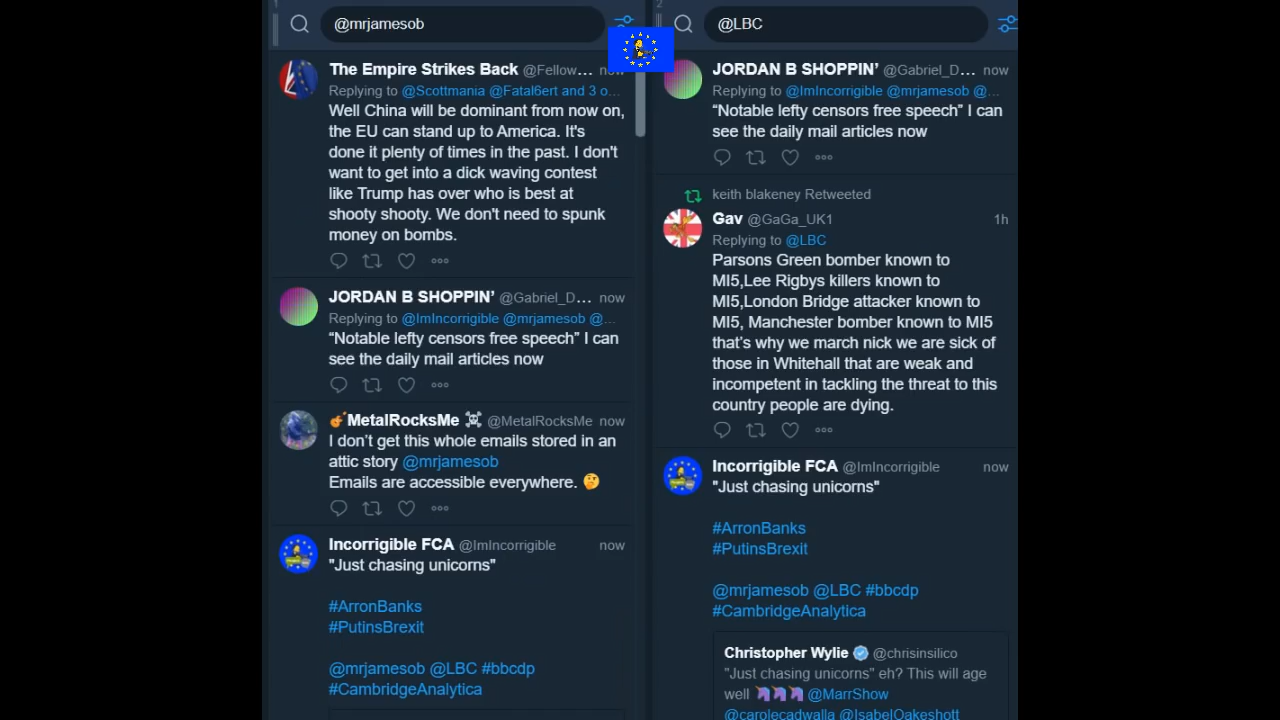 1
@mrjamesob
The Empire Strikes Back @Fellow... now
Replying to @Scottmania @Fatal6ert and 3 o...
Well China will be dominant from now on,
the EU can stand up to America. It's
done it plenty of times in the past. I don't
want to get into a dick waving contest
like Trump has over who is best at
shooty shooty. We don't need to spunk
money on bombs.
JORDAN B SHOPPIN' @Gabriel_D... now
Replying to @ImIncorrigible @mrjamesob @...
“Notable lefty censors free speech” I can
see the daily mail articles now
MetalRocksMe @MetalRocksMe now
I don't get this whole emails stored in an
attic story @mrjamesob
Emails are accessible everywhere.
Incorrigible FCA @ImIncorrigible now
"Just chasing unicorns"
#ArronBanks
#PutinsBrexit
@mrjamesob @LBC #bbcdp
#CambridgeAnalytica
2
@LBC
JORDAN B SHOPPIN' @Gabriel_D... now
Replying to @ImIncorrigible @mrjamesob @...
“Notable lefty censors free speech” I can
see the daily mail articles now
keith blakeney Retweeted
Gav @GaGa_UK1 1h
Replying to @LBC
Parsons Green bomber known to
MI5,Lee Rigbys killers known to
MI5,London Bridge attacker known to
MI5, Manchester bomber known to MI5
that's why we march nick we are sick of
those in Whitehall that are weak and
incompetent in tackling the threat to this
country people are dying.
Incorrigible FCA @ImIncorrigible now
"Just chasing unicorns"
#ArronBanks
#PutinsBrexit
@mrjamesob @LBC #bbcdp
#CambridgeAnalytica
Christopher Wylie @chrisinsilico
"Just chasing unicorns" eh? This will age
well @MarrShow
@carolecadwalla @IsabelOakeshott